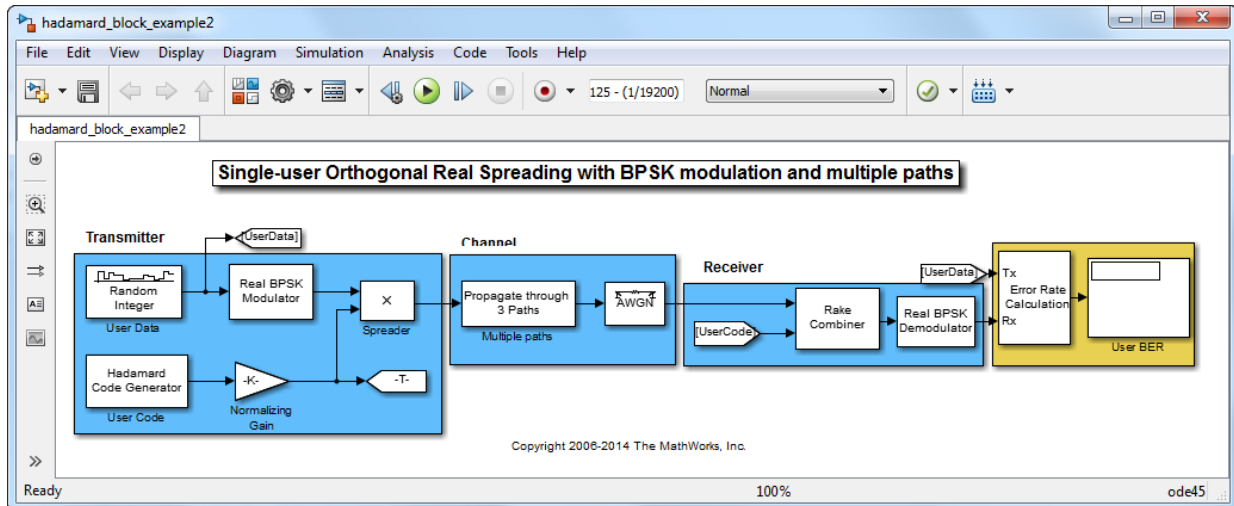 hadamard_block_example2
File Edit View Display Diagram Simulation Analysis Code Tools Help
125 - (1/19200) Normal
hadamard_block_example2
Single-user Orthogonal Real Spreading with BPSK modulation and multiple paths
Transmitter
[UserData]
Random
Integer
User Data
Real BPSK
Modulator
×
Spreader
Hadamard
Code Generator
User Code
-K-
Normalizing
Gain
-T-
Channel
Propagate through
3 Paths
Multiple paths
AWGN
Receiver
[UserCode]
Rake
Combiner
Real BPSK
Demodulator
[UserData]
Tx
Error Rate
Calculation
Rx
User BER
Copyright 2006-2014 The MathWorks, Inc.
Ready 100% ode45